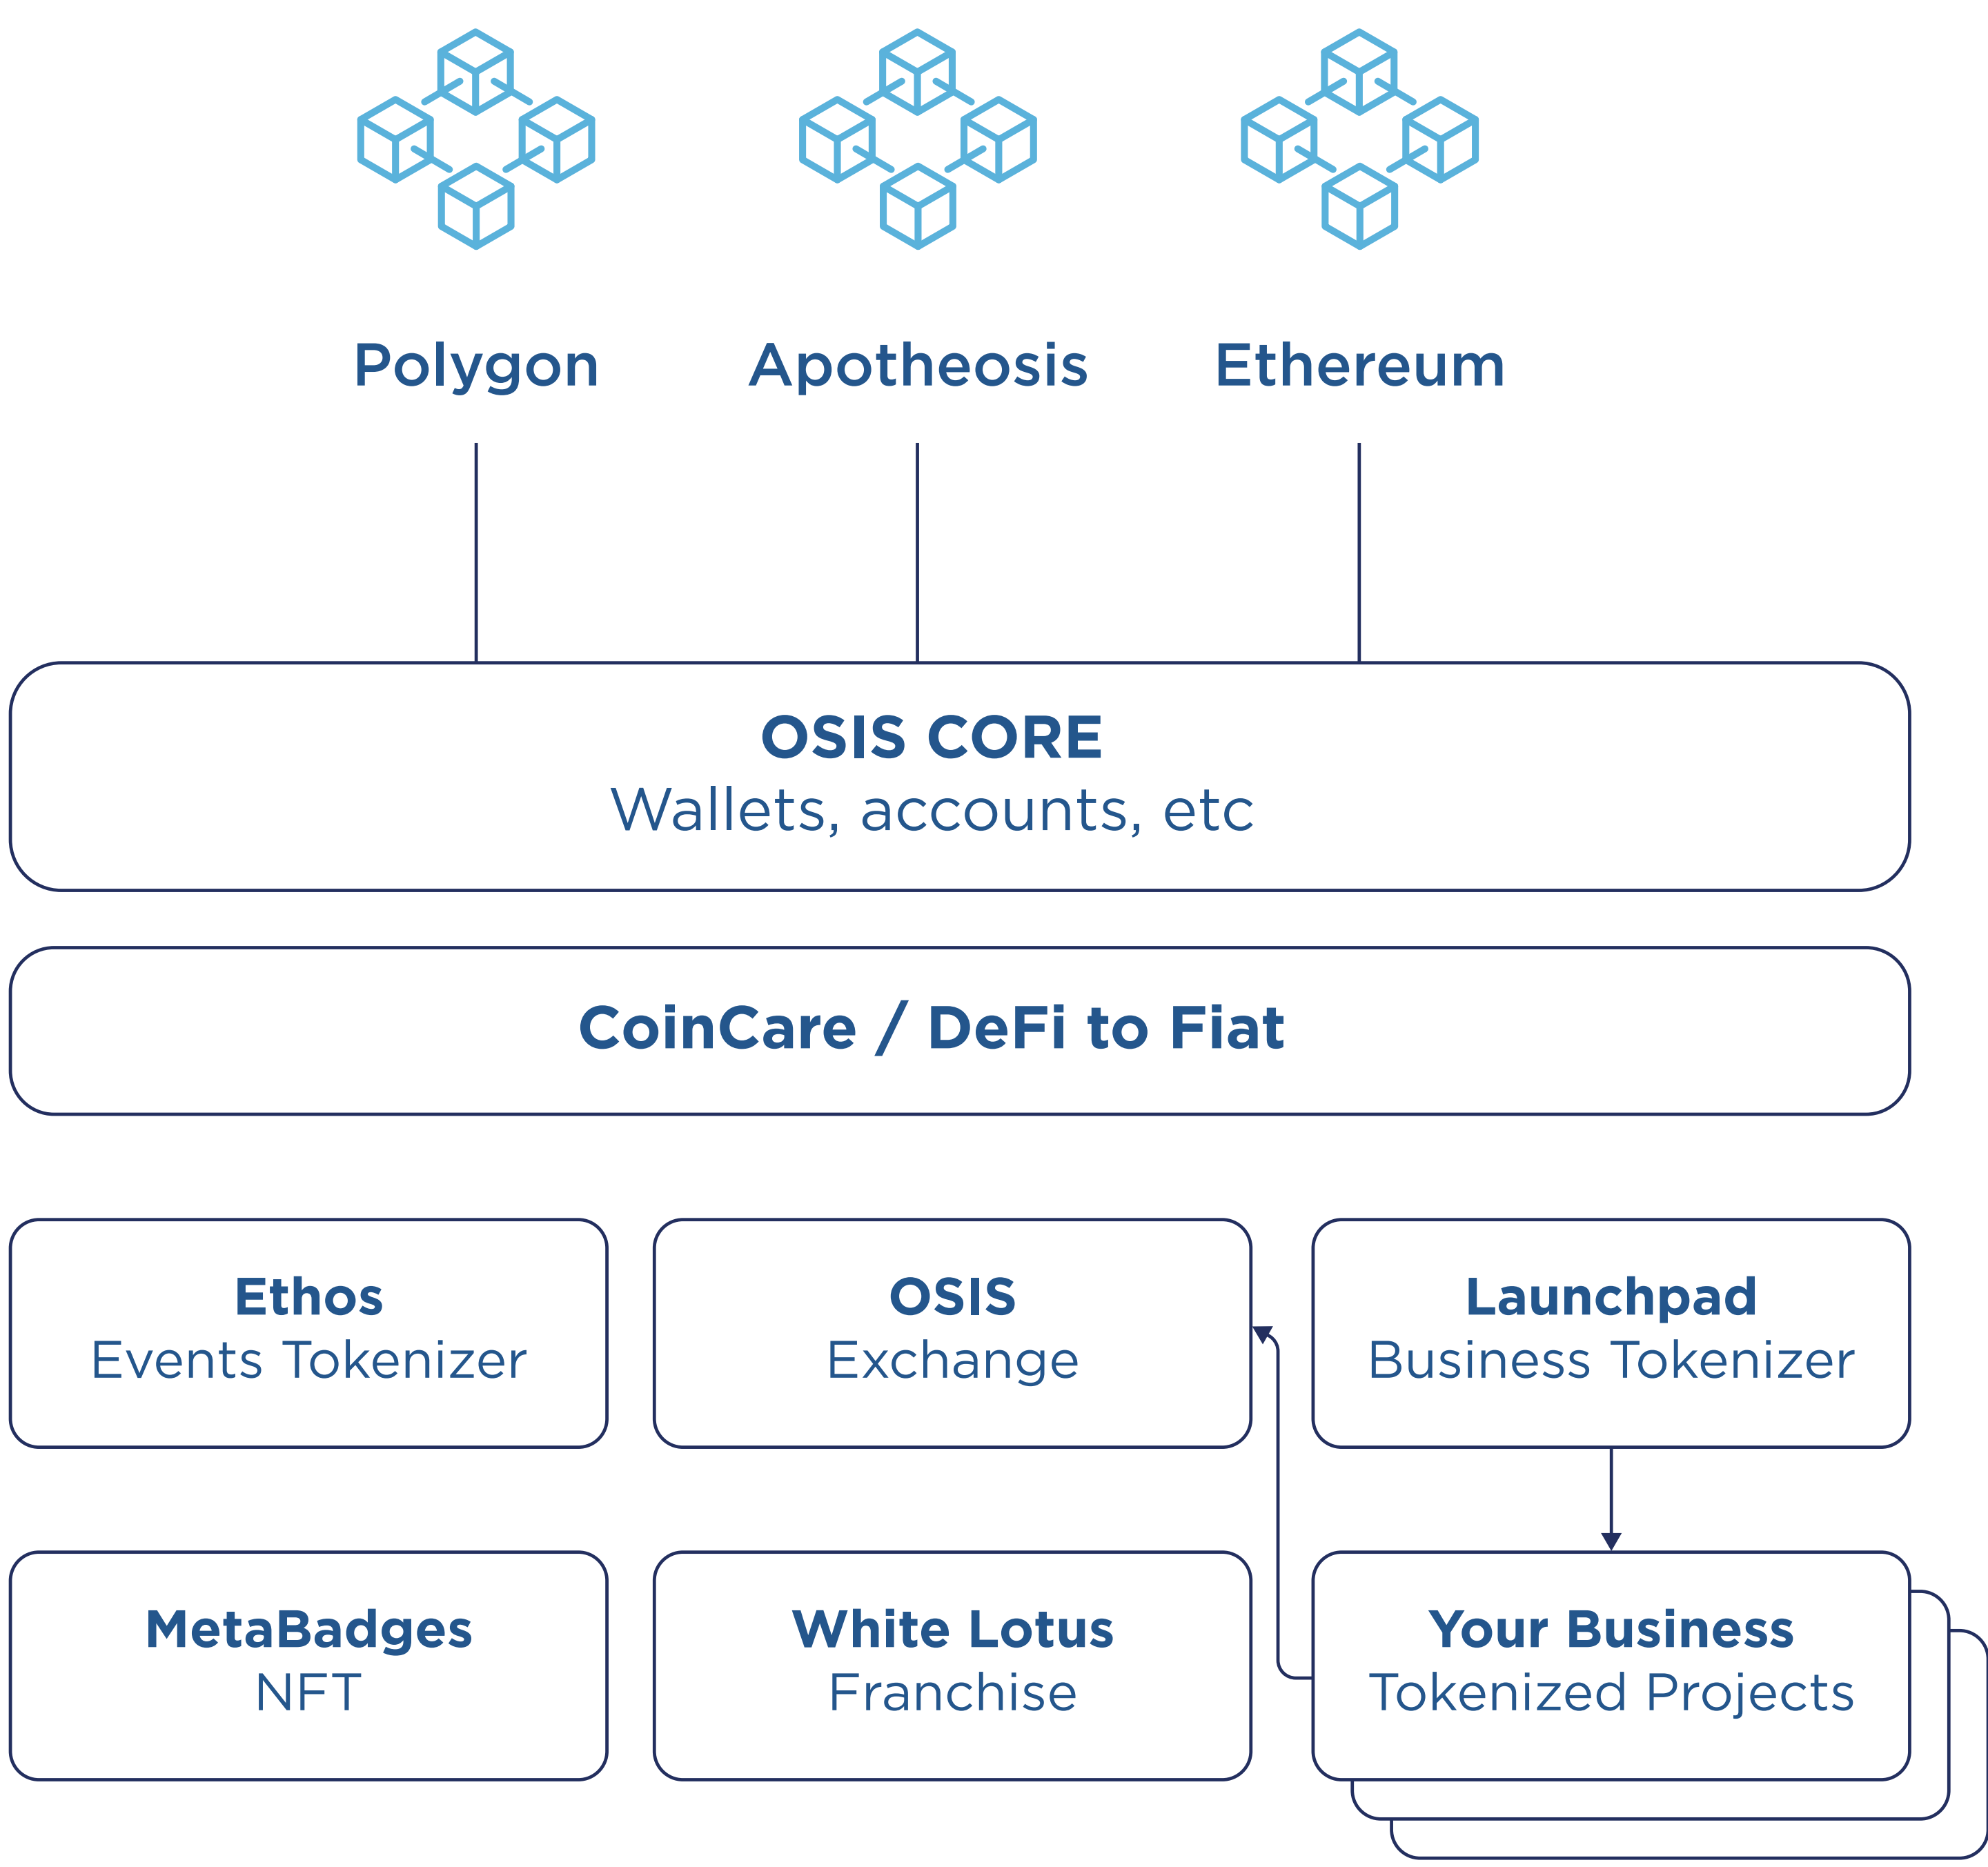 Polygon
Apotheosis
Ethereum
OSIS CORE
Wallets, accounts, etc
CoinCare / DeFi to Fiat
Ethos
Events Tokenizer
OSIS
Exchange
Launchpad
Business Tokenizer
MetaBadges
NFT
White Lotus
Franchise
Your Business
Tokenized Projects